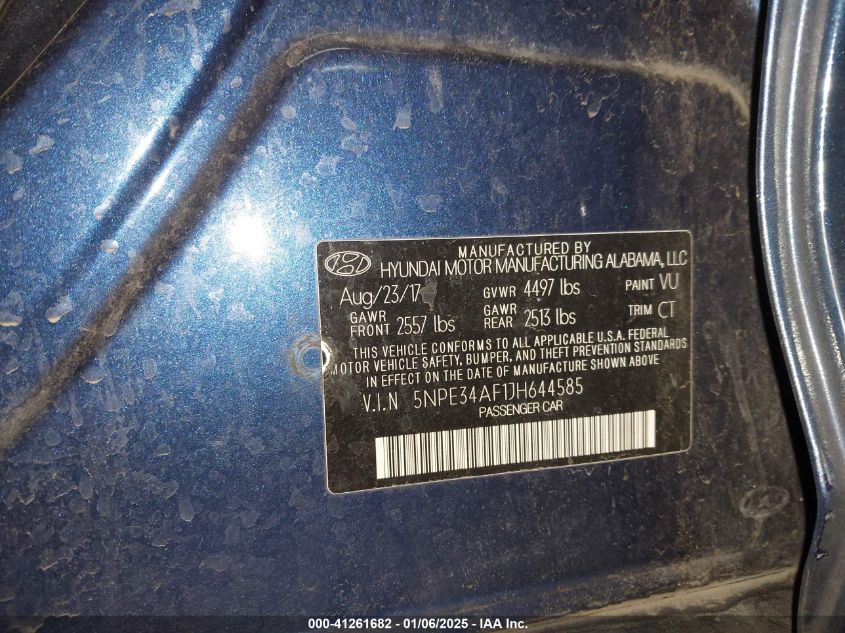 MANUFACTURED BY
HYUNDAI MOTOR MANUFACTURING ALABAMA, LLC
Aug/23/17 GVWR 4497 lbs PAINT VU
GAWR FRONT 2557 lbs GAWR REAR 2513 lbs TRIM CT
THIS VEHICLE CONFORMS TO ALL APPLICABLE U.S.A. FEDERAL
MOTOR VEHICLE SAFETY, BUMPER, AND THEFT PREVENTION STANDARDS
IN EFFECT ON THE DATE OF MANUFACTURE SHOWN ABOVE
V.I.N 5NPE34AF1JH644585
PASSENGER CAR
000-41261682 - 01/06/2025 - IAA Inc.